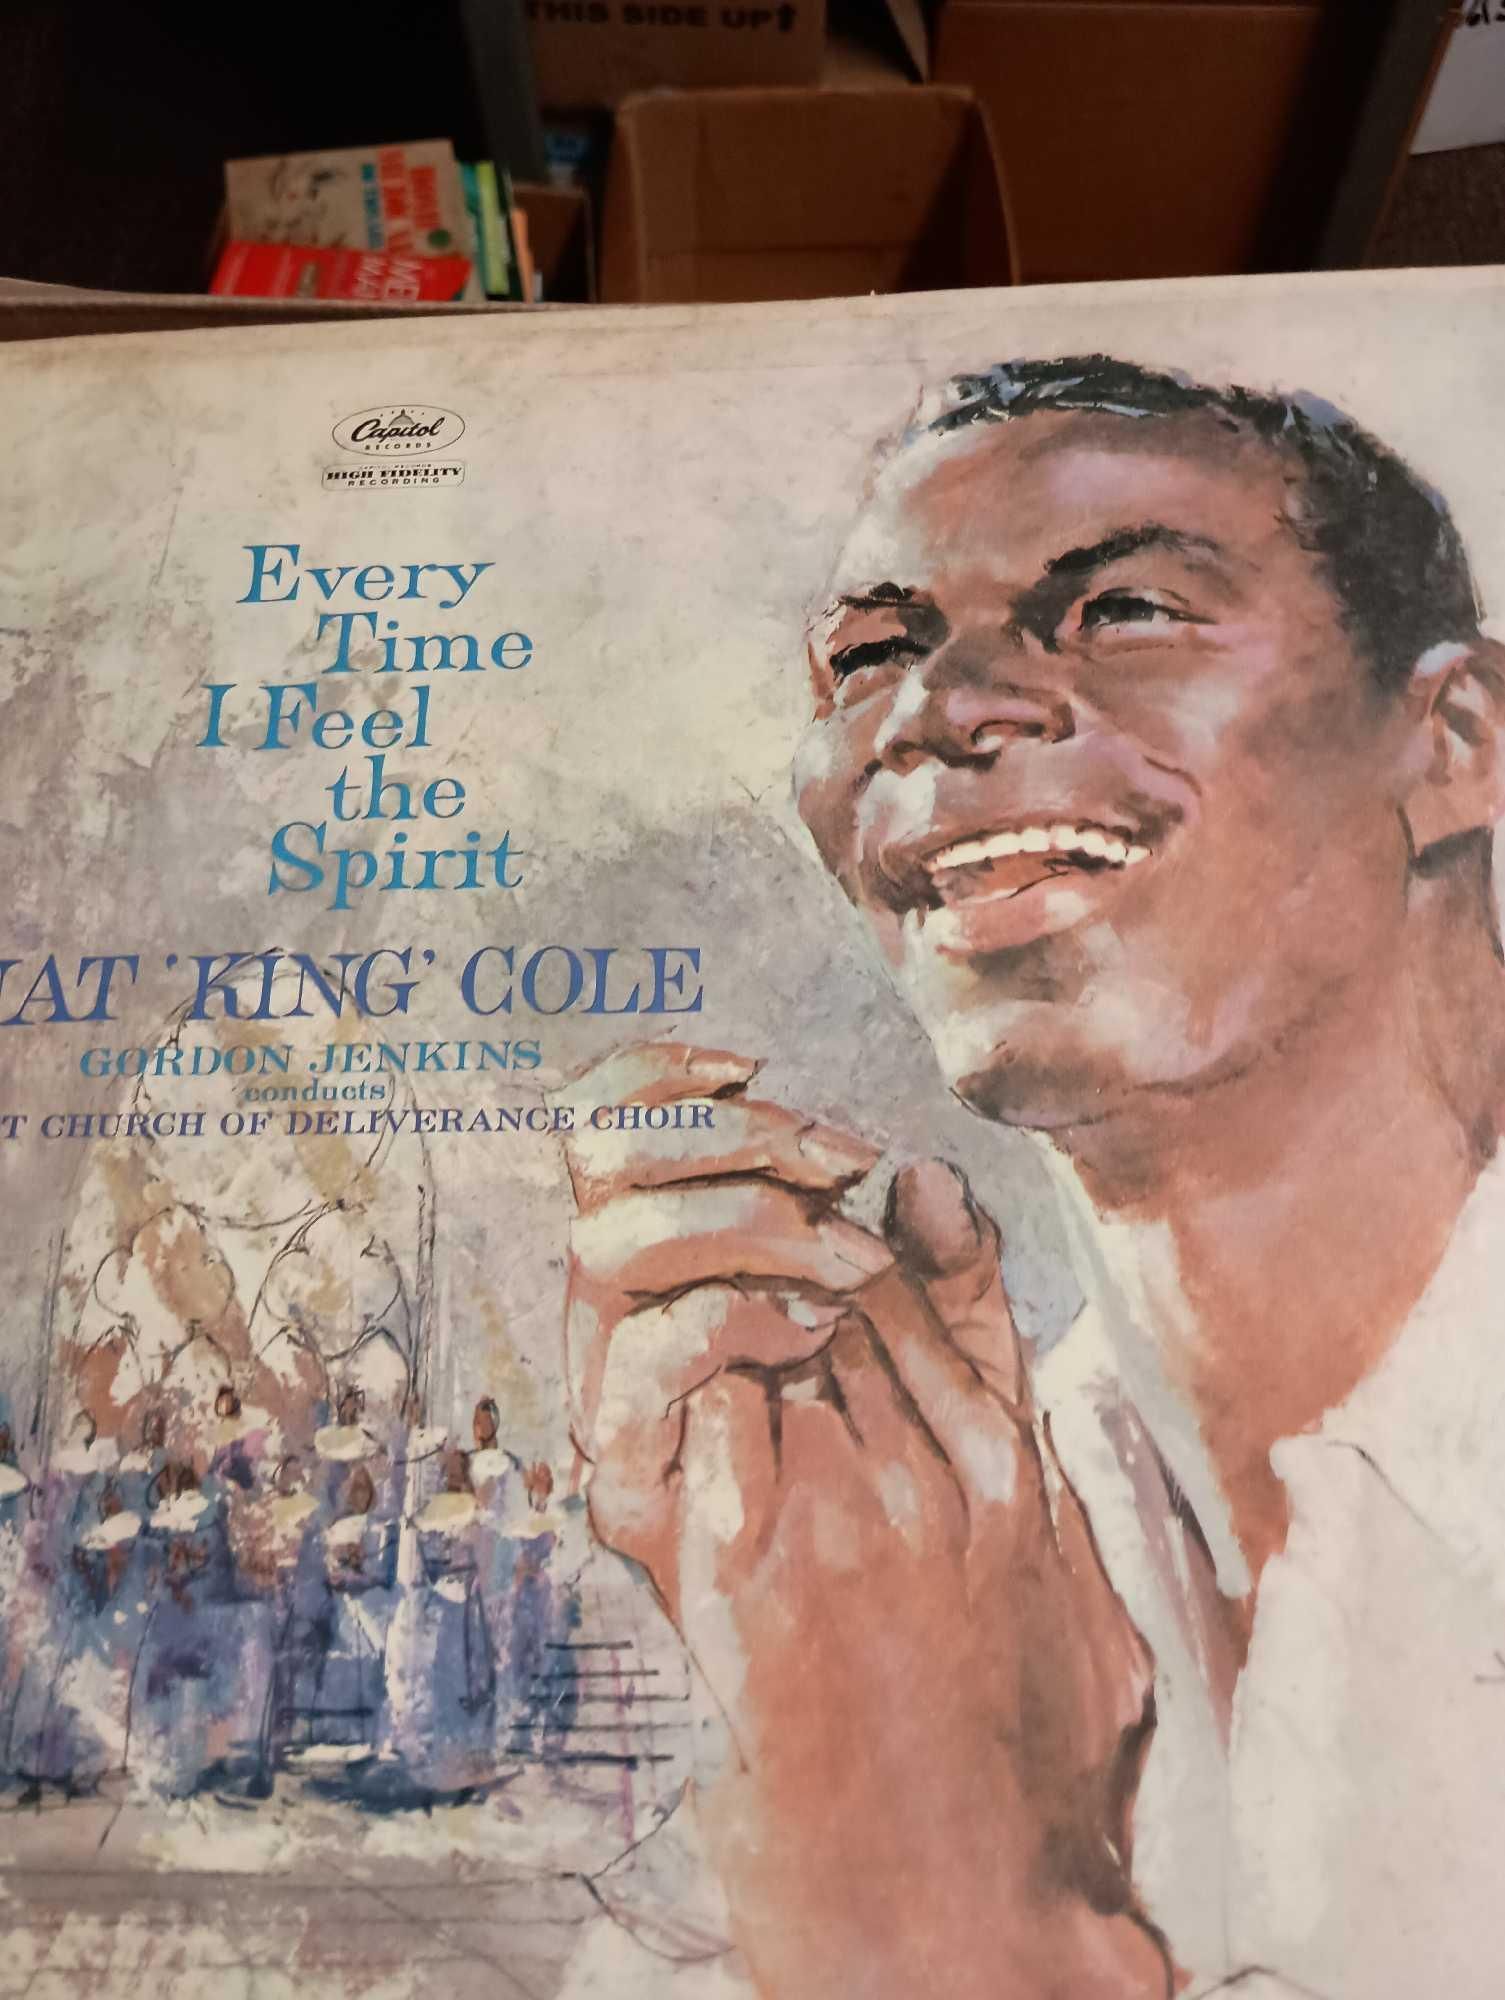 THIS SIDE UP
Capitol
RECORDS
HIGH FIDELITY
RECORDING
Every
Time
I Feel
the
Spirit
NAT 'KING' COLE
GORDON JENKINS
conducts
T CHURCH OF DELIVERANCE CHOIR